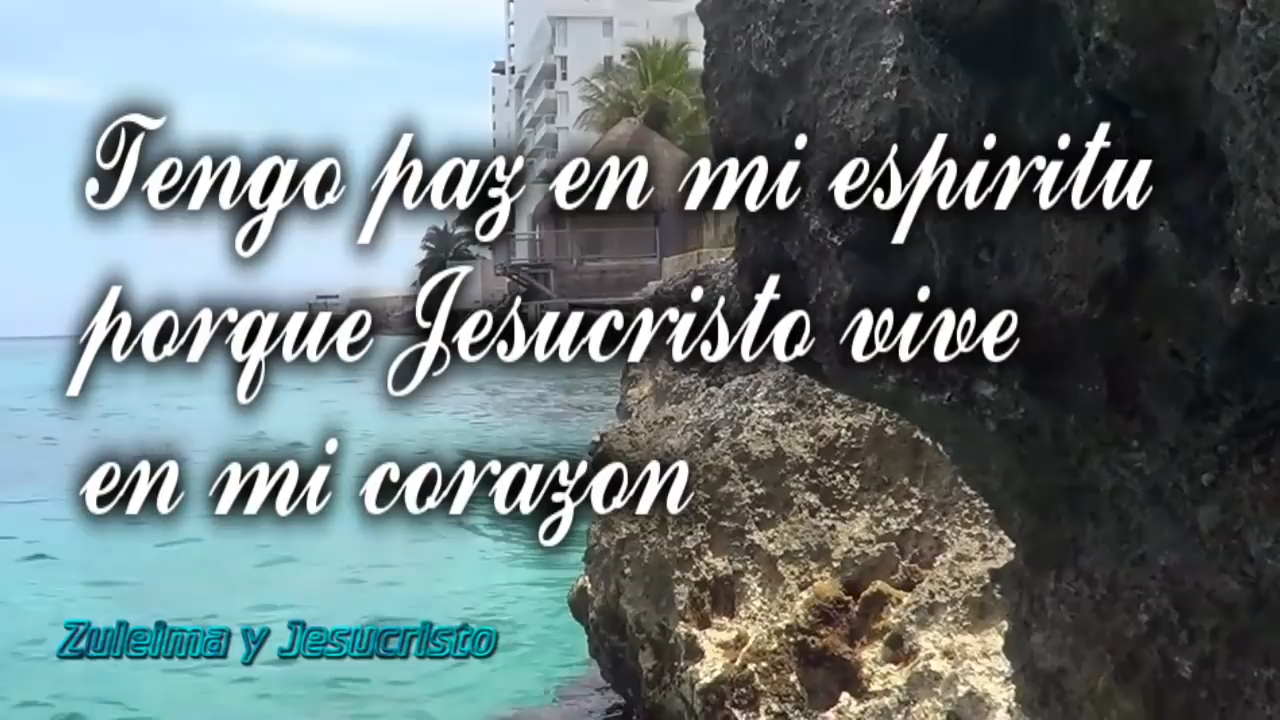 Tengo paz en mi espiritu
porque Jesucristo vive
en mi corazon
Zuleima y Jesucristo